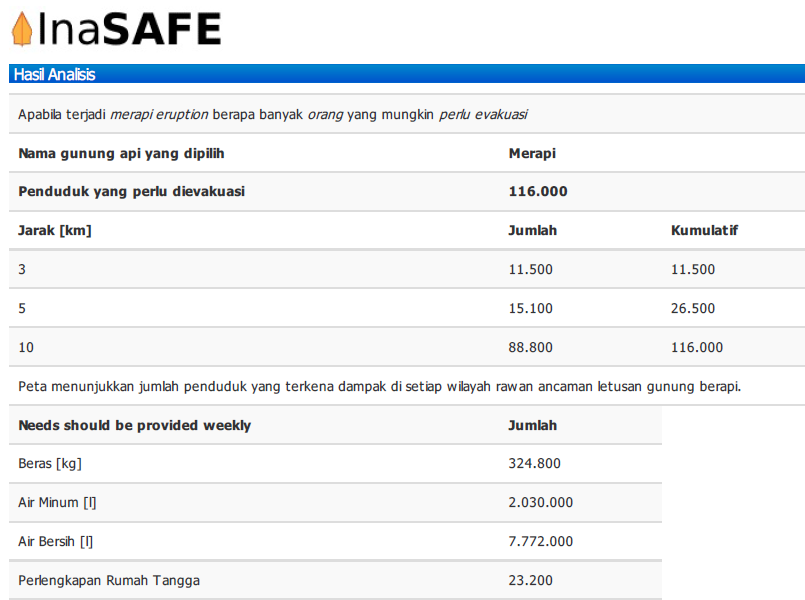 InaSAFE
Hasil Analisis
Apabila terjadi merapi eruption berapa banyak orang yang mungkin perlu evakuasi
Nama gunung api yang dipilih Merapi
Penduduk yang perlu dievakuasi 116.000
Jarak [km] Jumlah Kumulatif
3 11.500 11.500
5 15.100 26.500
10 88.800 116.000
Peta menunjukkan jumlah penduduk yang terkena dampak di setiap wilayah rawan ancaman letusan gunung berapi.
Needs should be provided weekly Jumlah
Beras [kg] 324.800
Air Minum [l] 2.030.000
Air Bersih [l] 7.772.000
Perlengkapan Rumah Tangga 23.200